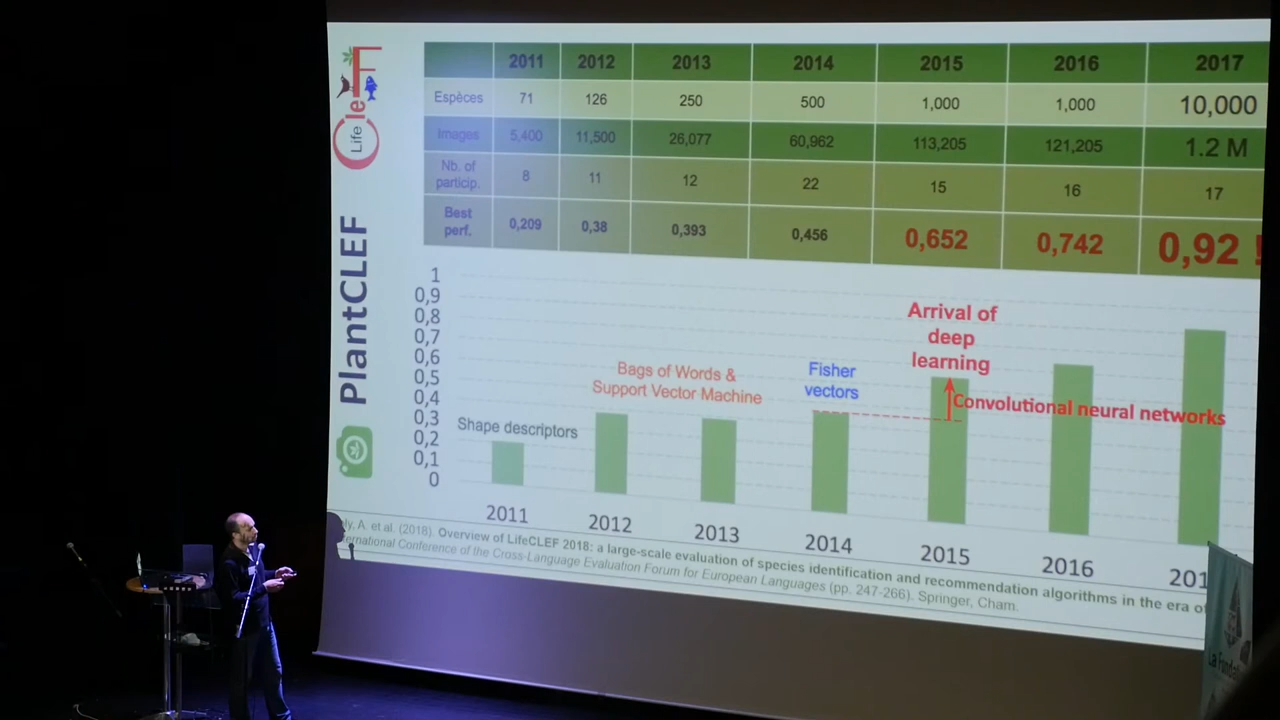 Life
le
F
PlantCLEF
2011 2012 2013 2014 2015 2016 2017
Espèces 71 126 250 500 1,000 1,000 10,000
Images 5,400 11,500 26,077 60,962 113,205 121,205 1.2 M
Nb. of
particip. 8 11 12 22 15 16 17
Best
perf. 0,209 0,38 0,393 0,456 0,652 0,742 0,92 !
1
0,9
0,8
0,7
0,6
0,5
0,4
0,3
0,2
0,1
0
Shape descriptors
Bags of Words &
Support Vector Machine
Fisher
vectors
Arrival of
deep
learning
Convolutional neural networks
2011 2012 2013 2014 2015 2016 201
ly, A. et al. (2018). Overview of LifeCLEF 2018: a large-scale evaluation of species identification and recommendation algorithms in the era of
ternational Conference of the Cross-Language Evaluation Forum for European Languages (pp. 247-266). Springer, Cham.
La Fondat